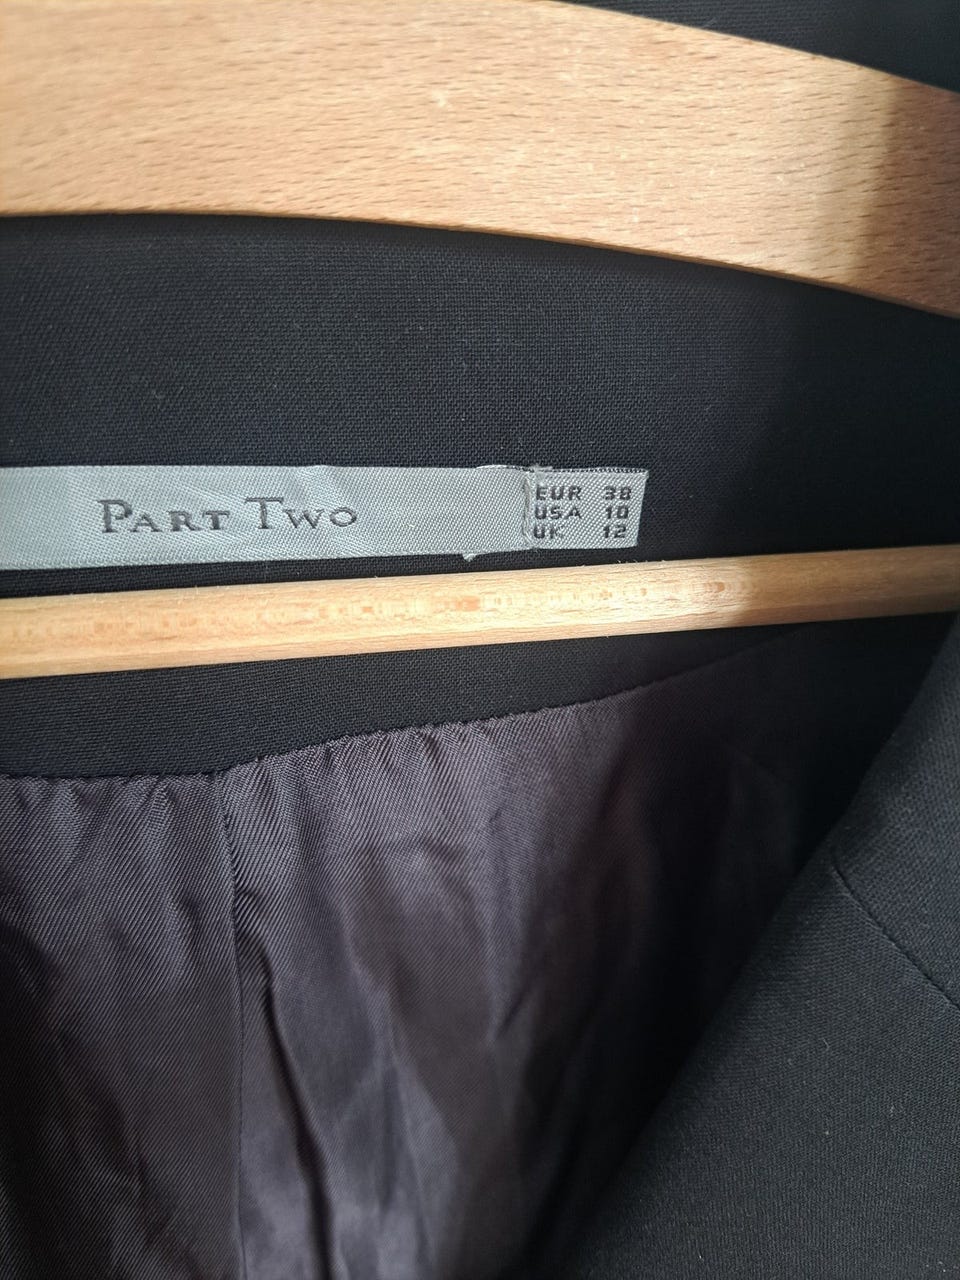 PART TWO
EUR 38
USA 10
UK 12